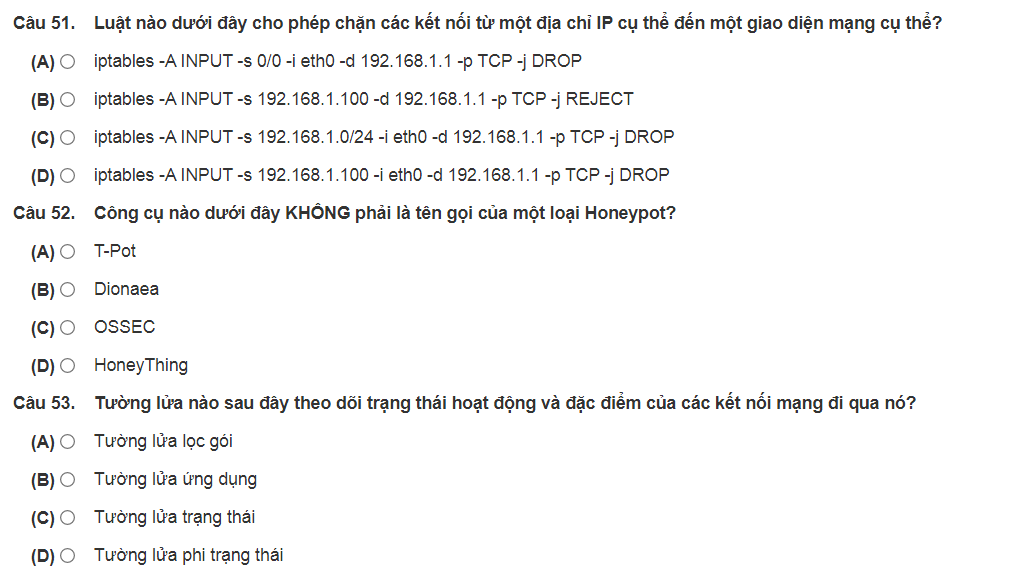 Câu 51. Luật nào dưới đây cho phép chặn các kết nối từ một địa chỉ IP cụ thể đến một giao diện mạng cụ thể?
(A) iptables -A INPUT -s 0/0 -i eth0 -d 192.168.1.1 -p TCP -j DROP
(B) iptables -A INPUT -s 192.168.1.100 -d 192.168.1.1 -p TCP -j REJECT
(C) iptables -A INPUT -s 192.168.1.0/24 -i eth0 -d 192.168.1.1 -p TCP -j DROP
(D) iptables -A INPUT -s 192.168.1.100 -i eth0 -d 192.168.1.1 -p TCP -j DROP
Câu 52. Công cụ nào dưới đây KHÔNG phải là tên gọi của một loại Honeypot?
(A) T-Pot
(B) Dionaea
(C) OSSEC
(D) HoneyThing
Câu 53. Tường lửa nào sau đây theo dõi trạng thái hoạt động và đặc điểm của các kết nối mạng đi qua nó?
(A) Tường lửa lọc gói
(B) Tường lửa ứng dụng
(C) Tường lửa trạng thái
(D) Tường lửa phi trạng thái